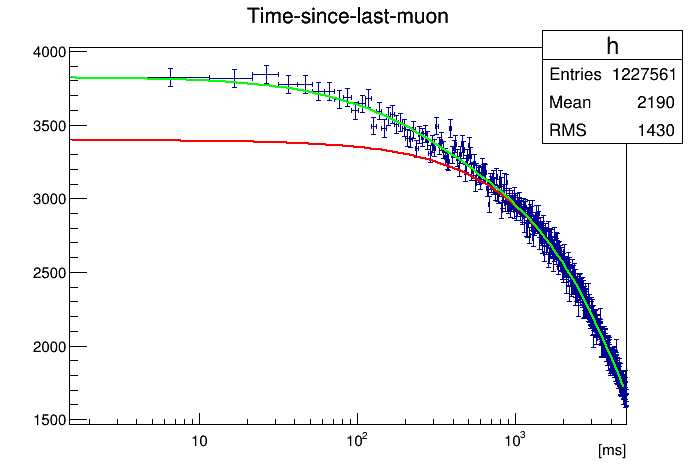 Time-since-last-muon
h
Entries 1227561
Mean 2190
RMS 1430
4000
3500
3000
2500
2000
1500
10
10²
10³
[ms]